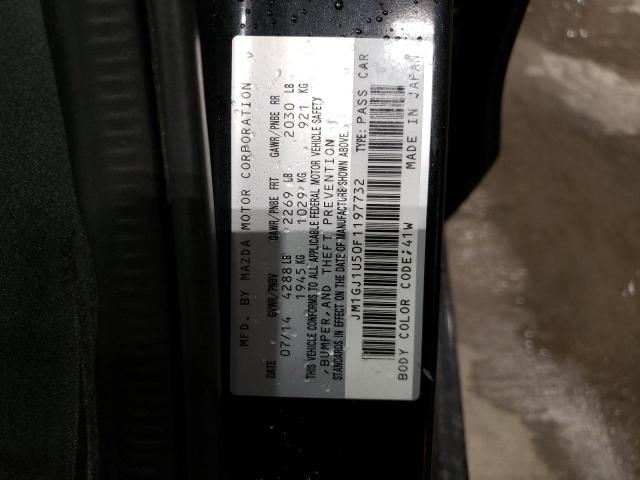 MFD. BY MAZDA MOTOR CORPORATION
DATE GVWR/PNBV GAWR/PNBE FRT GAWR/PNBE RR
07/14 4288 LB 2269 LB 2030 LB
1945 KG 1029 KG 921 KG
THIS VEHICLE CONFORMS TO ALL APPLICABLE FEDERAL MOTOR VEHICLE SAFETY
,BUMPER,AND THEFT PREVENTION
STANDARDS IN EFFECT ON THE DATE OF MANUFACTURE SHOWN ABOVE.
JM1GJ1U50F1197732 TYPE: PASS CAR
BODY COLOR CODE:41W MADE IN JAPAN